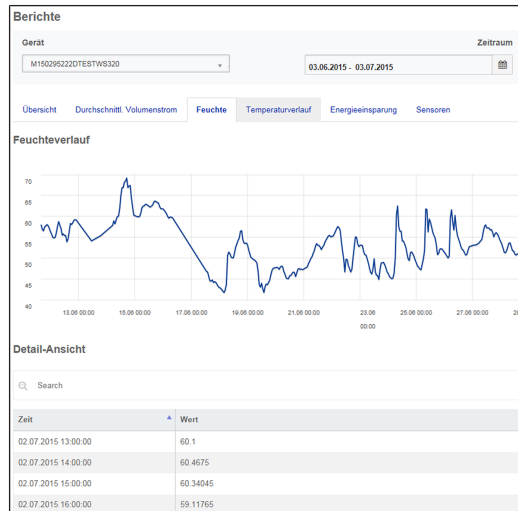 Berichte
Gerät Zeitraum
M150295222DTESTWS320 03.06.2015 - 03.07.2015
Übersicht Durchschnittl. Volumenstrom Feuchte Temperaturverlauf Energieeinsparung Sensoren
Feuchteverlauf
70
65
60
55
50
45
40
13.06 00:00 15.06 00:00 17.06 00:00 19.06 00:00 21.06 00:00 23.06 00:00 25.06 00:00 27.06 00:00
Detail-Ansicht
Search
Zeit Wert
02.07.2015 13:00:00 60.1
02.07.2015 14:00:00 60.4675
02.07.2015 15:00:00 60.34045
02.07.2015 16:00:00 59.11765